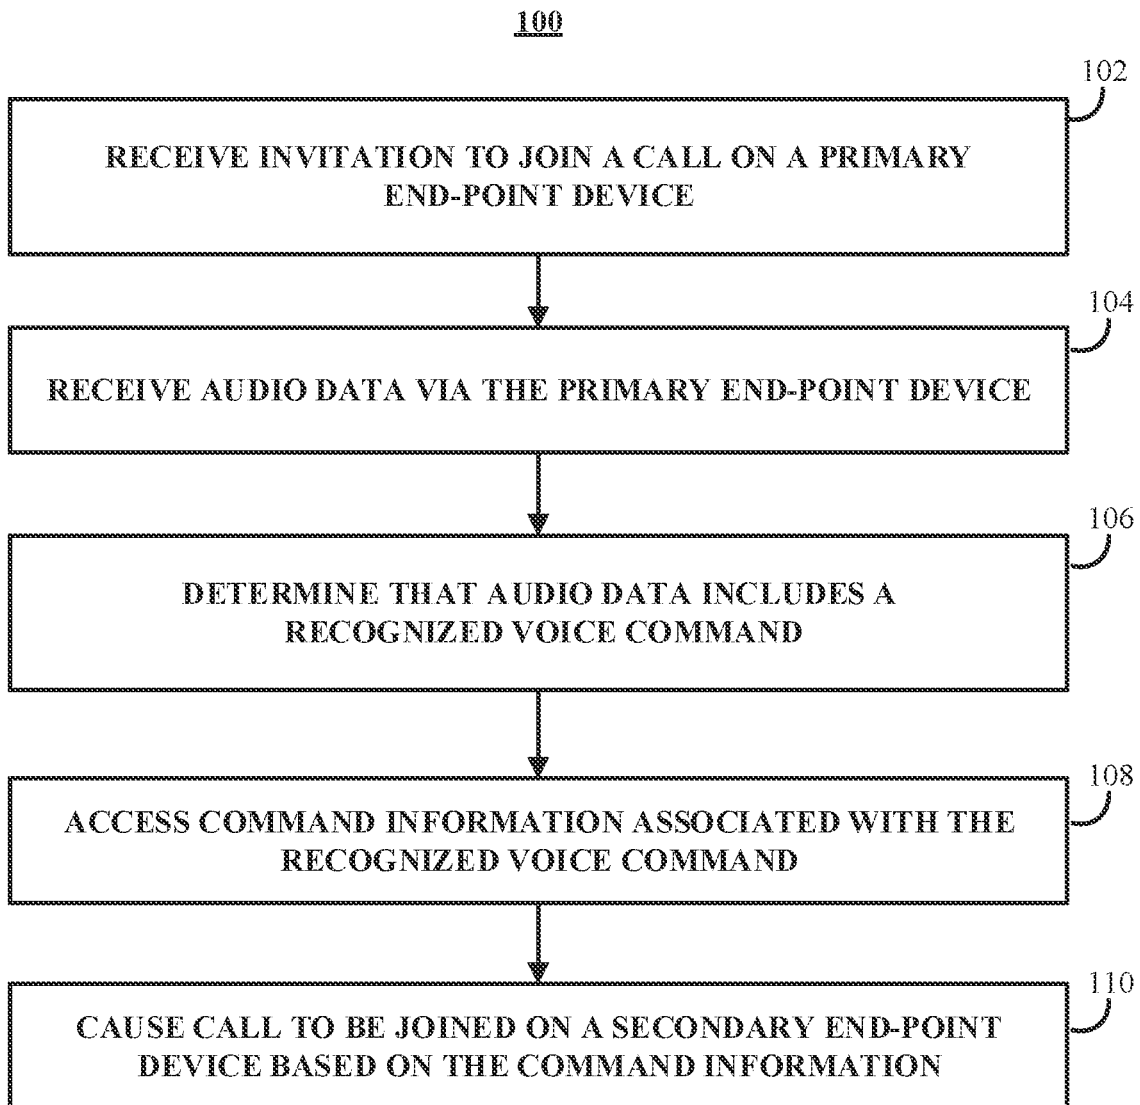 100
102
RECEIVE INVITATION TO JOIN A CALL ON A PRIMARY
END-POINT DEVICE
104
RECEIVE AUDIO DATA VIA THE PRIMARY END-POINT DEVICE
106
DETERMINE THAT AUDIO DATA INCLUDES A
RECOGNIZED VOICE COMMAND
108
ACCESS COMMAND INFORMATION ASSOCIATED WITH THE
RECOGNIZED VOICE COMMAND
110
CAUSE CALL TO BE JOINED ON A SECONDARY END-POINT
DEVICE BASED ON THE COMMAND INFORMATION